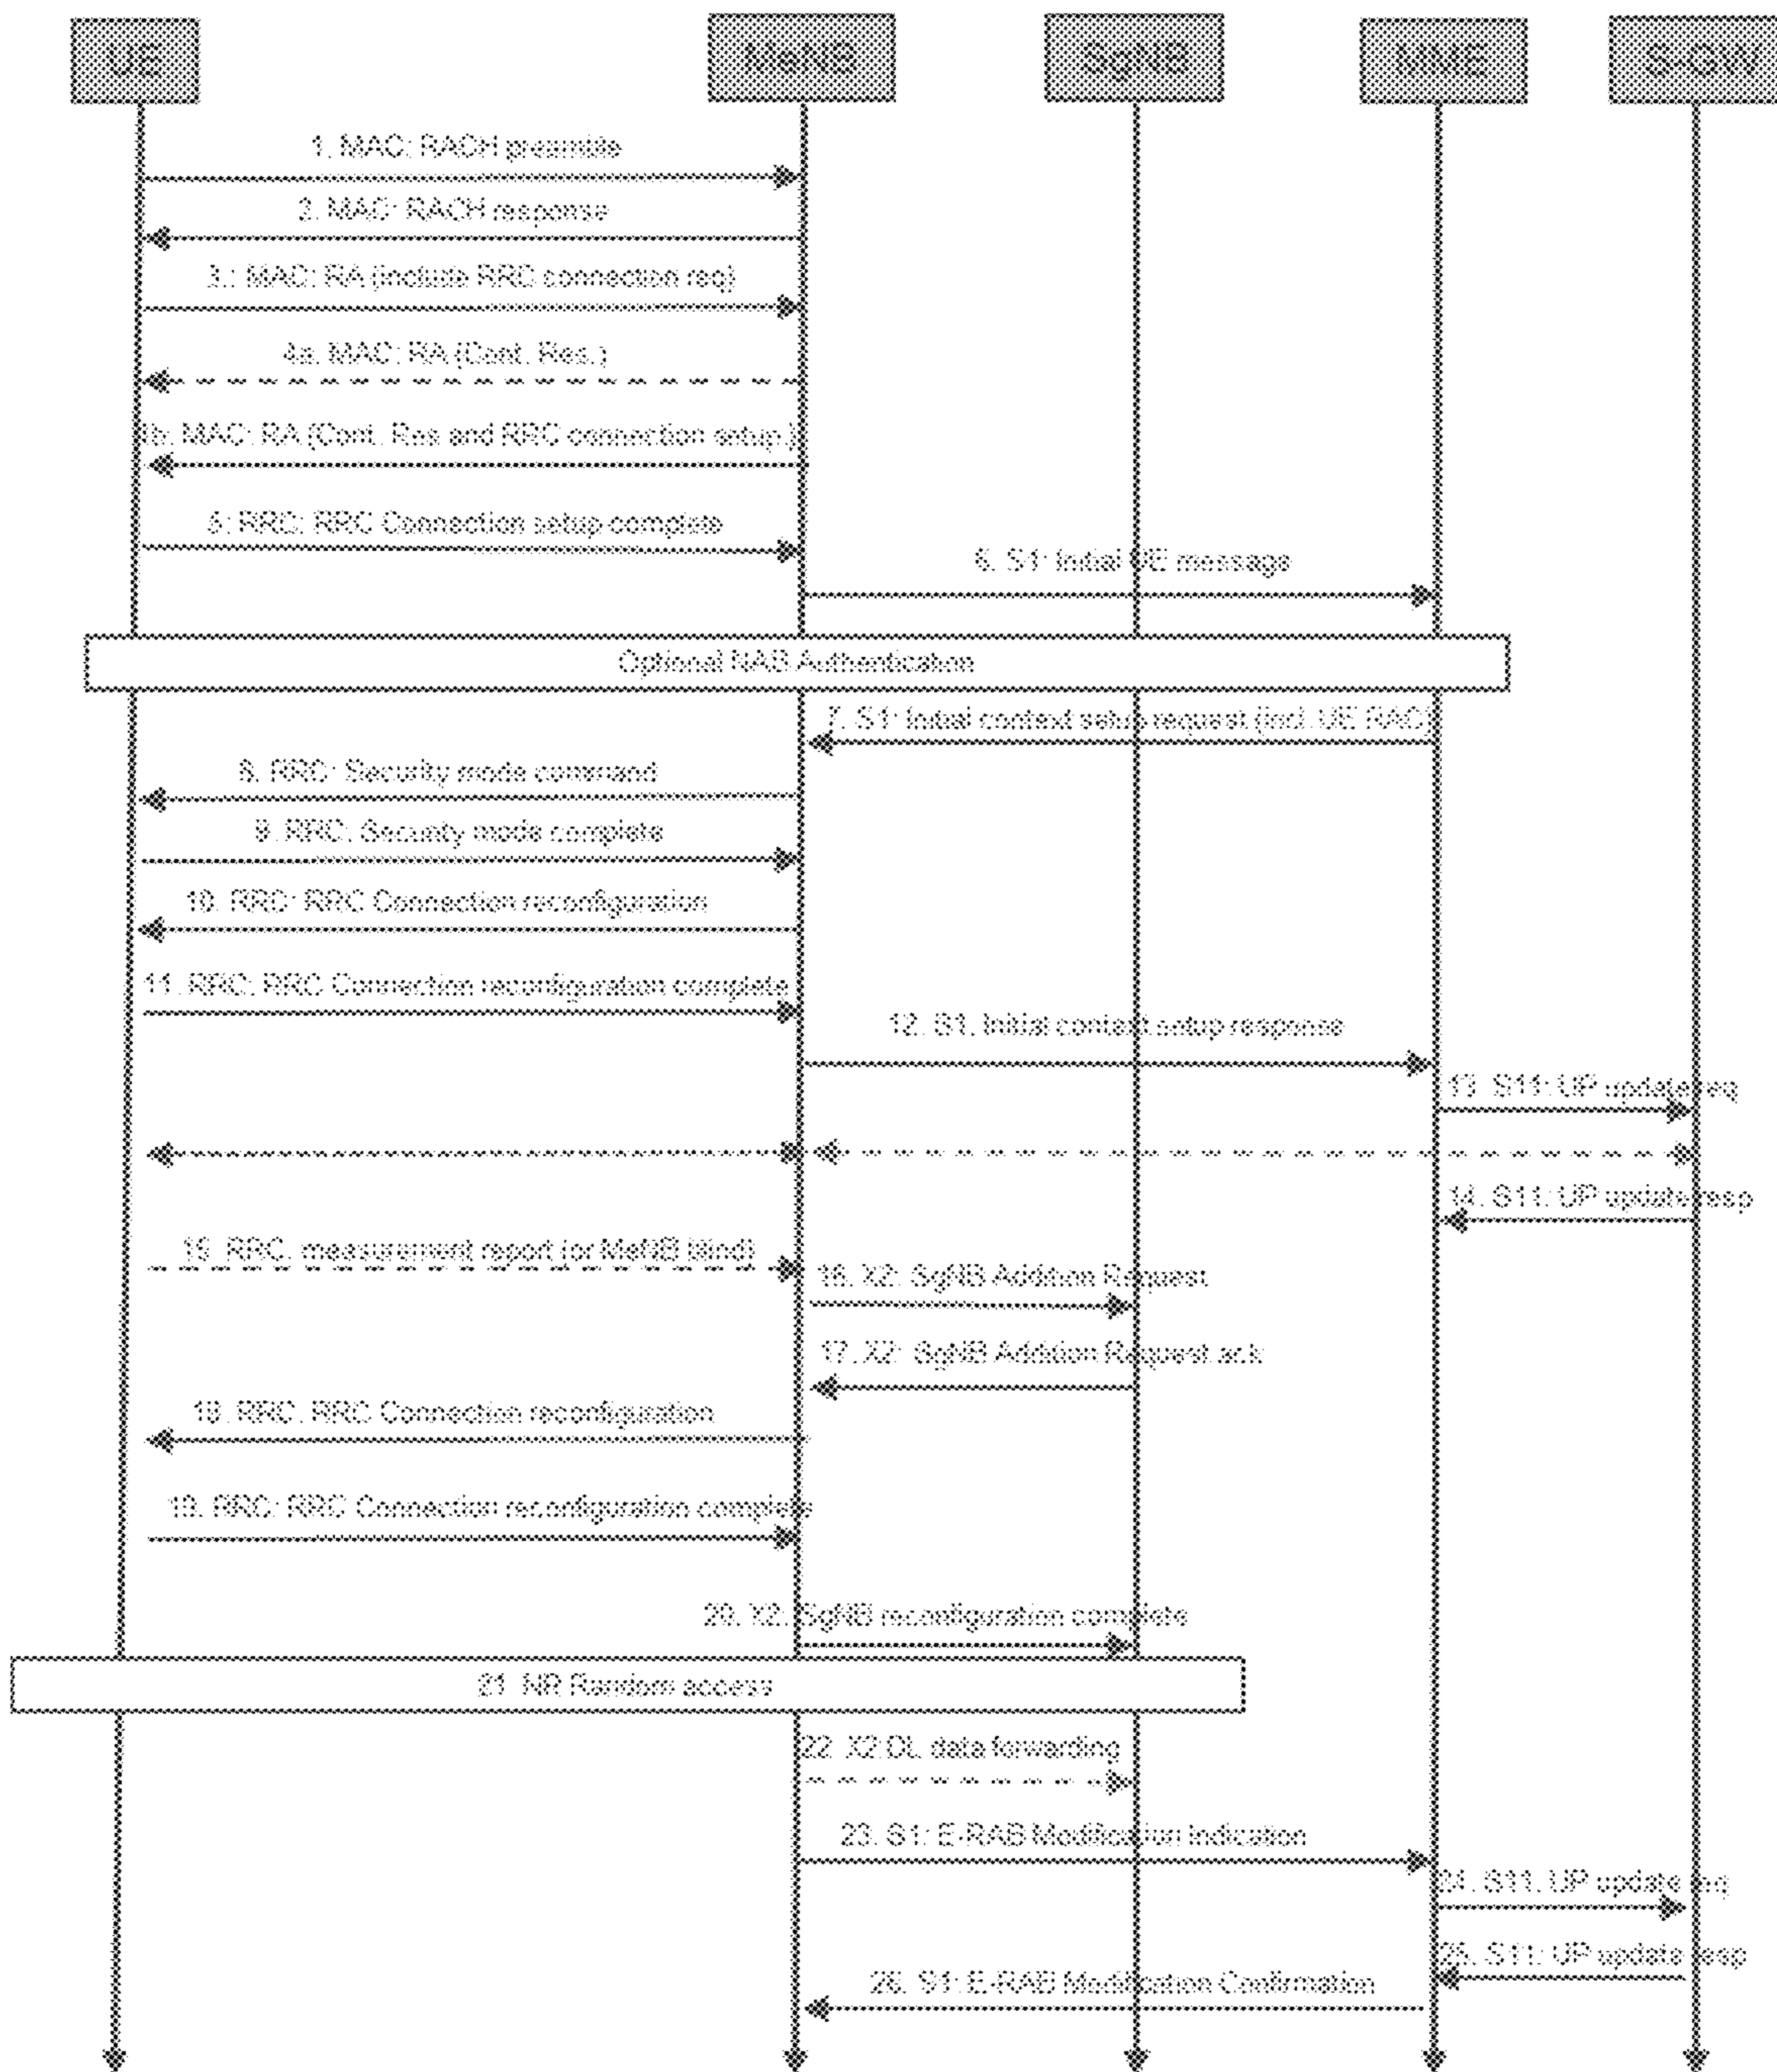 UE MeNB SgNB MME S-GW
1. MAC: RACH preamble
2. MAC: RACH response
3.: MAC: RA (include RRC connection req)
4a. MAC: RA (Cont. Res.)
4b. MAC: RA (Cont. Res and RRC connection setup )
5: RRC: RRC Connection setup complete
6. S1: Initial UE message
Optional NAS Authentication
7. S1: Initial context setup request (incl. UE RAC)
8. RRC: Security mode command
9. RRC: Security mode complete
10. RRC: RRC Connection reconfiguration
11. RRC: RRC Connection reconfiguration complete
12. S1. Initial context setup response
13. S11: UP update req
14. S11: UP update resp
15. RRC. measurement report (or MeNB blind)
16. X2: SgNB Addition Request
17. X2: SgNB Addition Request ack
18. RRC. RRC Connection reconfiguration
19. RRC: RRC Connection reconfiguration complete
20. X2. SgNB reconfiguration complete
21 NR Random access
22. X2 DL data forwarding
23. S1: E-RAB Modification Indication
24. S11. UP update req
25. S11: UP update resp
26. S1: E-RAB Modification Confirmation